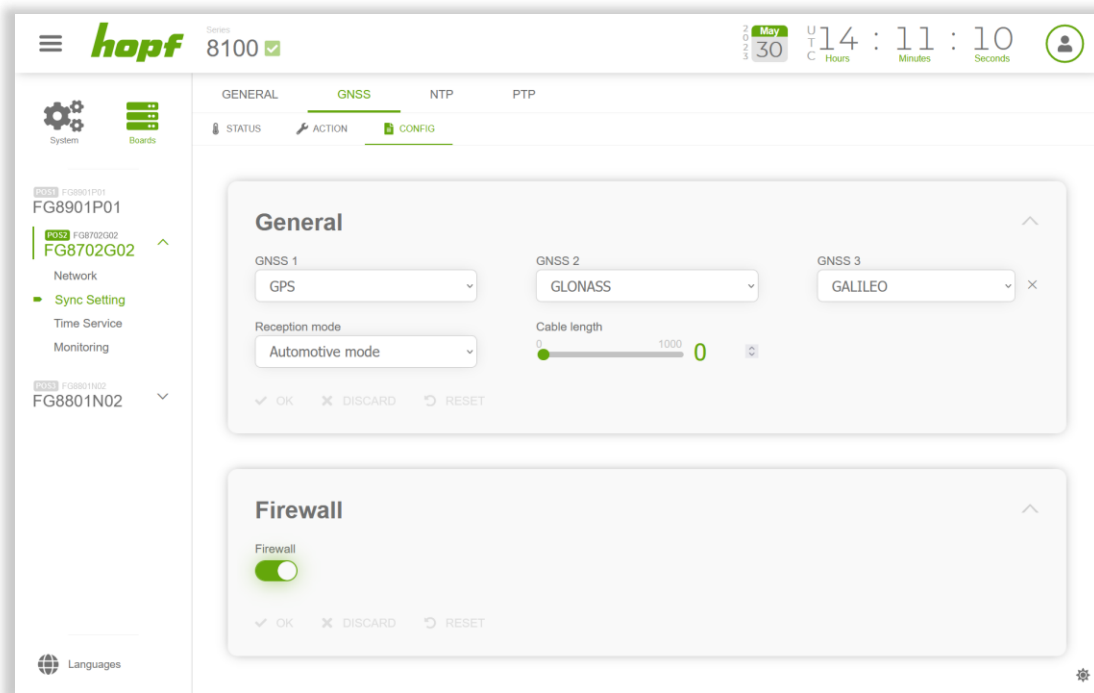 hopf
Series
8100
2023
May
30
UTC
14 : 11 : 10
Hours Minutes Seconds
System
Boards
GENERAL GNSS NTP PTP
STATUS ACTION CONFIG
POS1 FG8901P01
FG8901P01
POS2 FG8702G02
FG8702G02
Network
Sync Setting
Time Service
Monitoring
POS3 FG8801N02
FG8801N02
Languages
General
GNSS 1 GNSS 2 GNSS 3
GPS GLONASS GALILEO
Reception mode Cable length
0 1000
Automotive mode 0
OK DISCARD RESET
Firewall
Firewall
OK DISCARD RESET